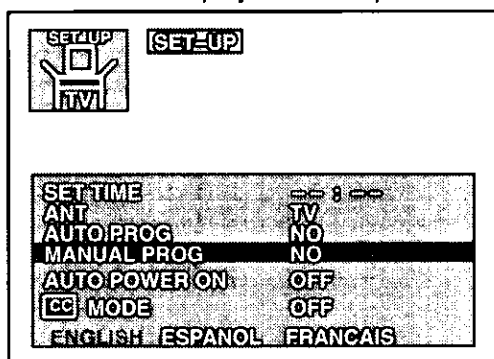 SET-UP [SET-UP]
TV
SET TIME -- : --
ANT TV
AUTO PROG NO
MANUAL PROG NO
AUTO POWER ON OFF
CC MODE OFF
ENGLISH ESPANOL FRANCAIS